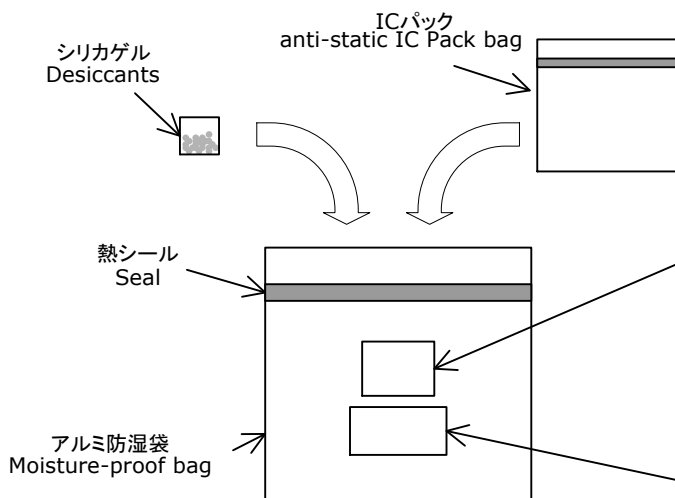 ICパック
anti-static IC Pack bag
シリカゲル
Desiccants
熱シール
Seal
アルミ防湿袋
Moisture-proof bag